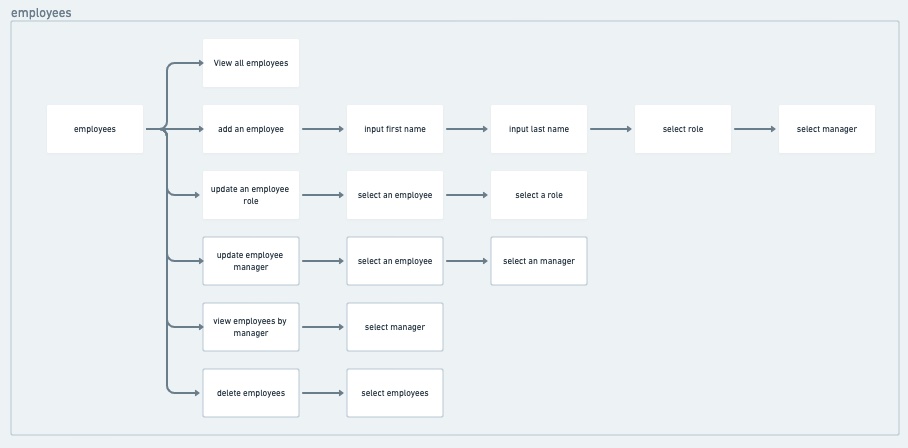 employees
View all employees
employees
add an employee
input first name
input last name
select role
select manager
update an employee
role
select an employee
select a role
update employee
manager
select an employee
select an manager
view employees by
manager
select manager
delete employees
select employees